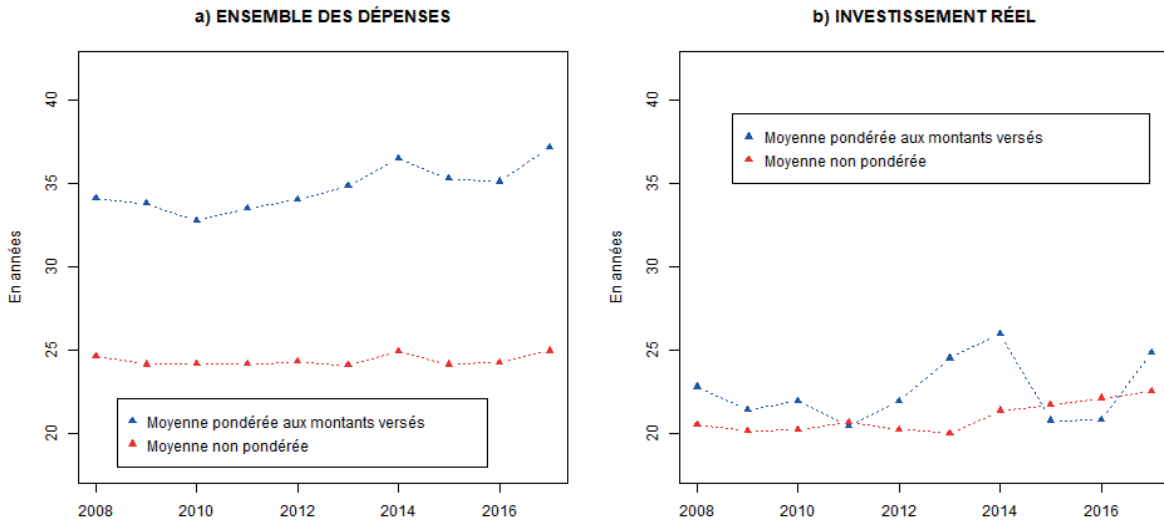 a) ENSEMBLE DES DÉPENSES
En années
40
35
30
25
20
Moyenne pondérée aux montants versés
Moyenne non pondérée
2008 2010 2012 2014 2016
b) INVESTISSEMENT RÉEL
En années
40
35
30
25
20
Moyenne pondérée aux montants versés
Moyenne non pondérée
2008 2010 2012 2014 2016